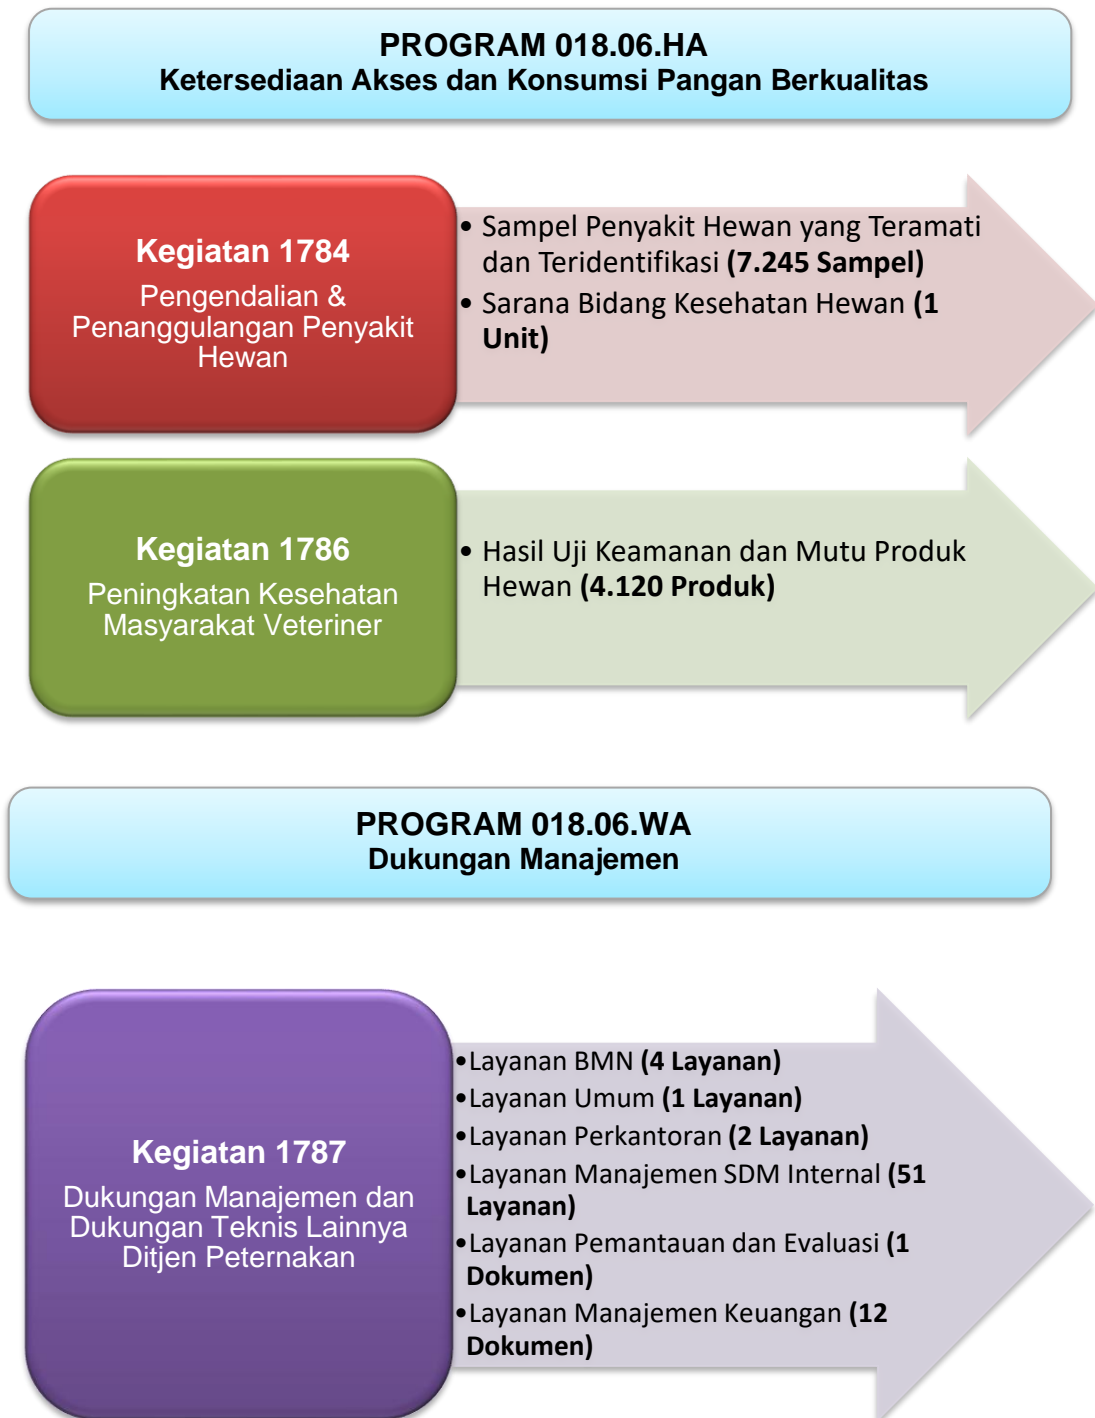 PROGRAM 018.06.HA
Ketersediaan Akses dan Konsumsi Pangan Berkualitas
Kegiatan 1784
Pengendalian &
Penanggulangan Penyakit
Hewan
• Sampel Penyakit Hewan yang Teramati
dan Teridentifikasi (7.245 Sampel)
• Sarana Bidang Kesehatan Hewan (1
Unit)
Kegiatan 1786
Peningkatan Kesehatan
Masyarakat Veteriner
• Hasil Uji Keamanan dan Mutu Produk
Hewan (4.120 Produk)
PROGRAM 018.06.WA
Dukungan Manajemen
Kegiatan 1787
Dukungan Manajemen dan
Dukungan Teknis Lainnya
Ditjen Peternakan
•Layanan BMN (4 Layanan)
•Layanan Umum (1 Layanan)
•Layanan Perkantoran (2 Layanan)
•Layanan Manajemen SDM Internal (51
Layanan)
•Layanan Pemantauan dan Evaluasi (1
Dokumen)
•Layanan Manajemen Keuangan (12
Dokumen)